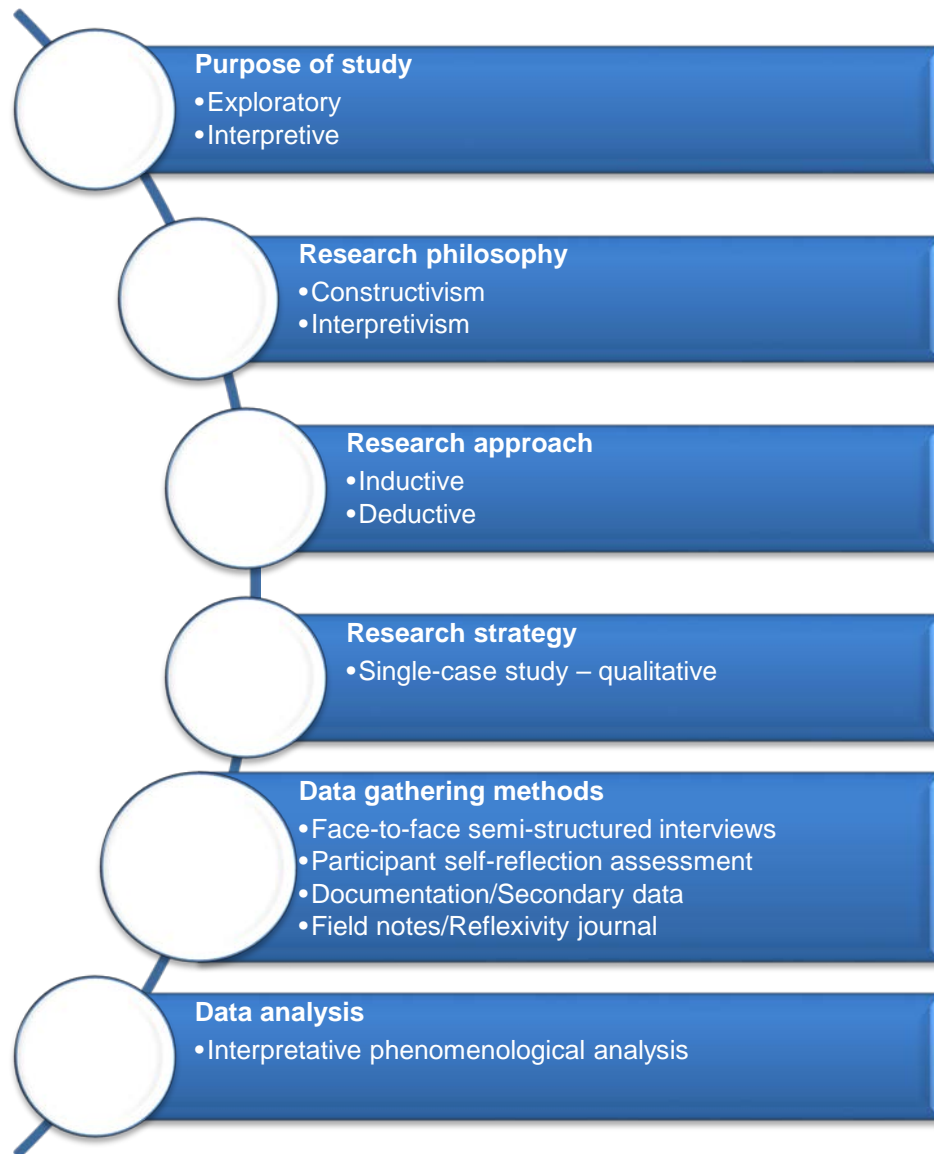 Purpose of study
•Exploratory
•Interpretive
Research philosophy
•Constructivism
•Interpretivism
Research approach
•Inductive
•Deductive
Research strategy
•Single-case study – qualitative
Data gathering methods
•Face-to-face semi-structured interviews
•Participant self-reflection assessment
•Documentation/Secondary data
•Field notes/Reflexivity journal
Data analysis
•Interpretative phenomenological analysis